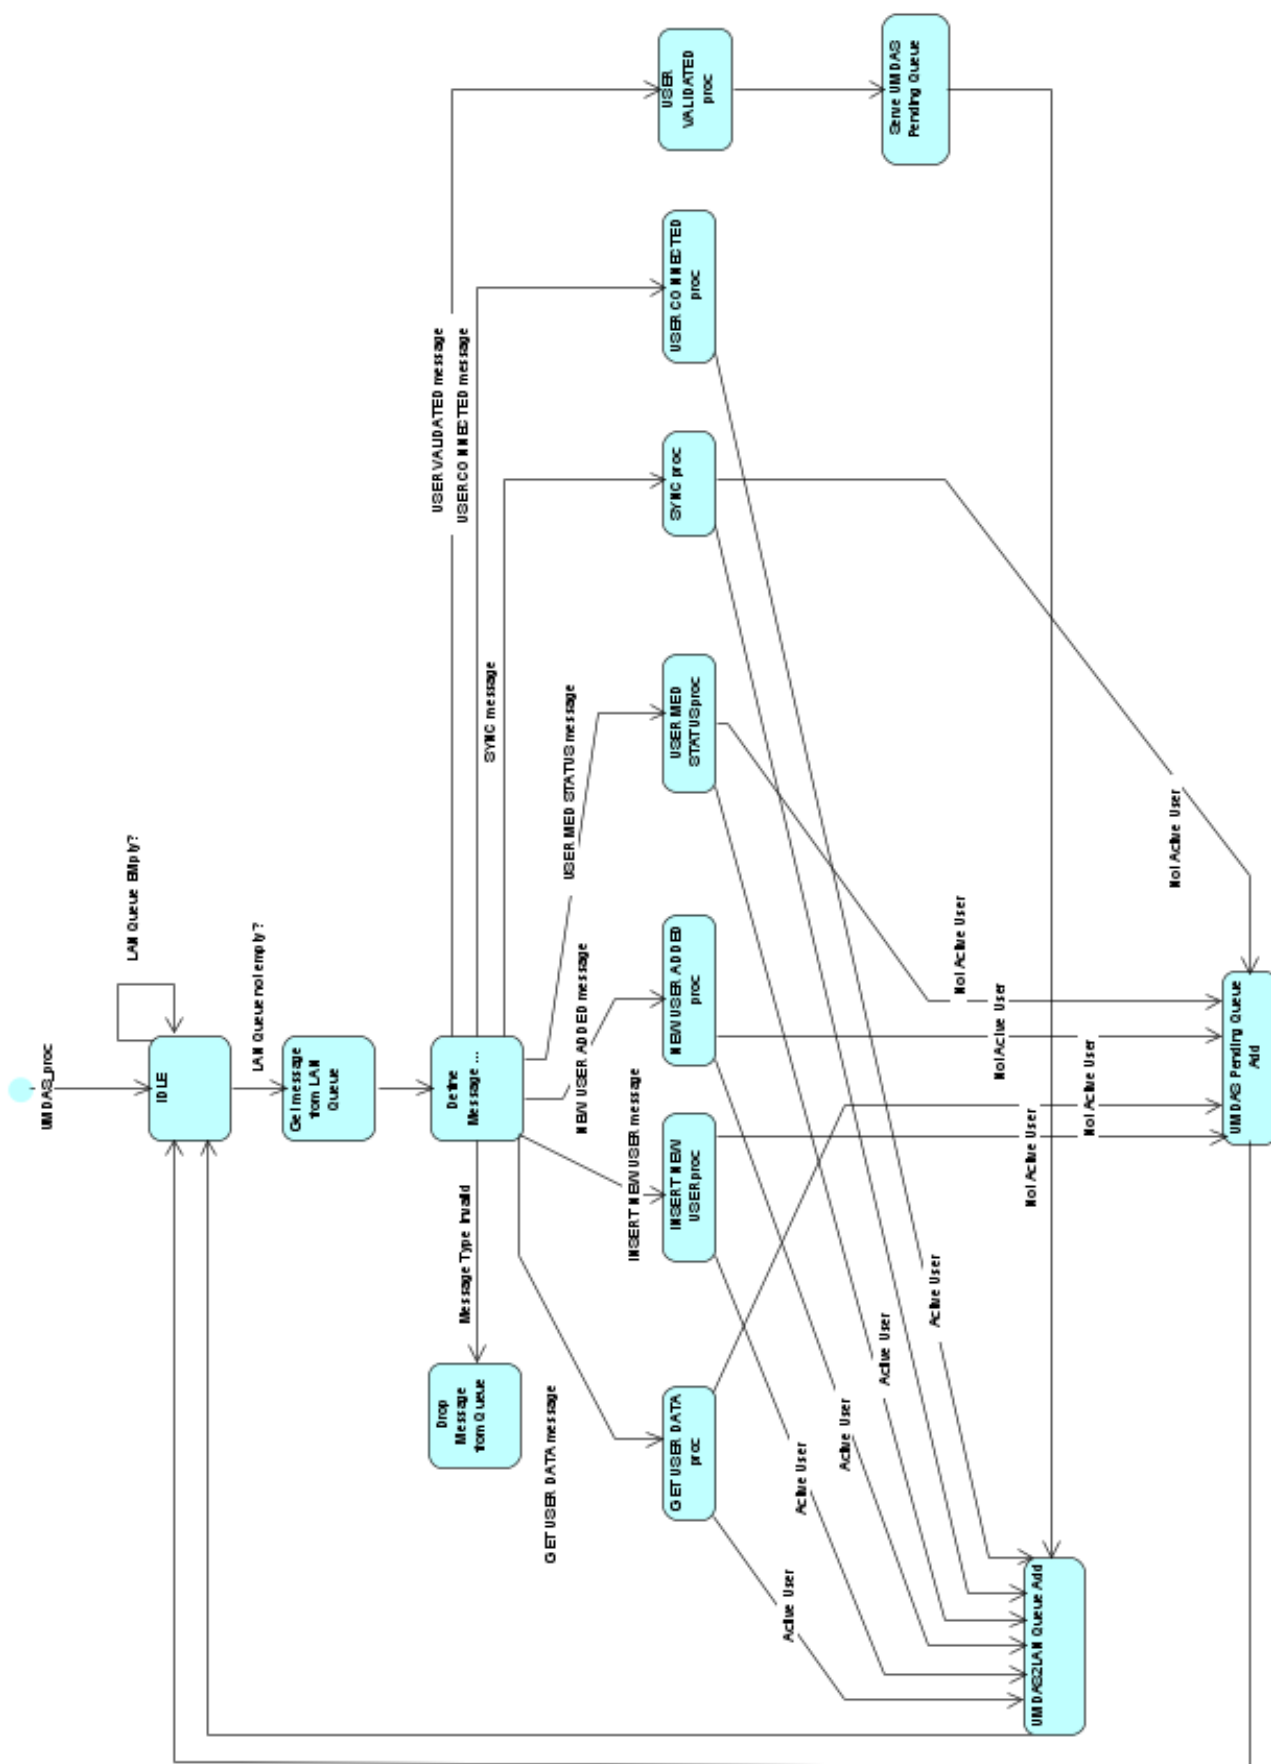 UMDAS_proc
IDLE
LAN Queue EMpty?
LAN Queue not empty?
Get message
from LAN
Queue
Define
Message ...
Message Type Invalid
Drop
Message
from Queue
USER VALIDATED message
USER CONNECTED message
SYNC message
USER MED STATUS message
NEW USER ADDED message
INSERT NEW USER message
GET USER DATA message
USER
VALIDATED
proc
Serve UMDAS
Pending Queue
USER CONNECTED
proc
SYNC proc
USER MED
STATUS proc
NEW USER ADDED
proc
INSERT NEW
USER proc
GET USER DATA
proc
Not Active User
Not Active User
Not Active User
Not Active User
Not Active User
Active User
Active User
Active User
Active User
Active User
UMDAS Pending Queue
Add
UMDAS2LAN Queue Add